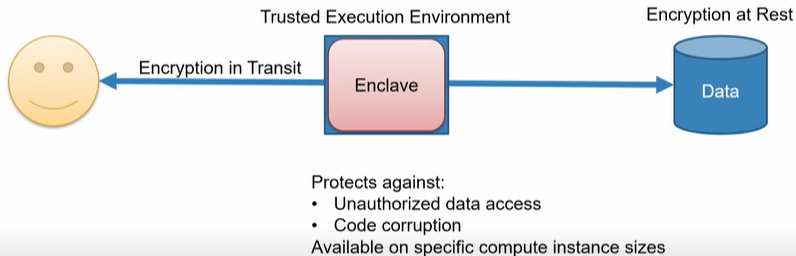 Trusted Execution Environment
Encryption at Rest
Encryption in Transit
Enclave
Data
Protects against:
• Unauthorized data access
• Code corruption
Available on specific compute instance sizes